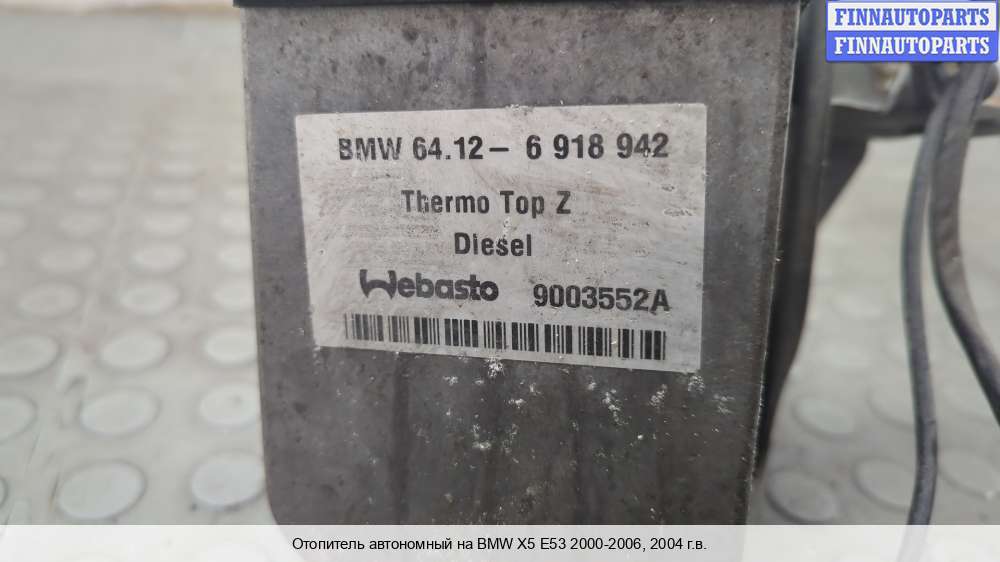 FINNAUTOPARTS
FINNAUTOPARTS
BMW 64.12 – 6 918 942
Thermo Top Z
Diesel
Webasto 9003552A
Отопитель автономный на BMW X5 E53 2000-2006, 2004 г.в.